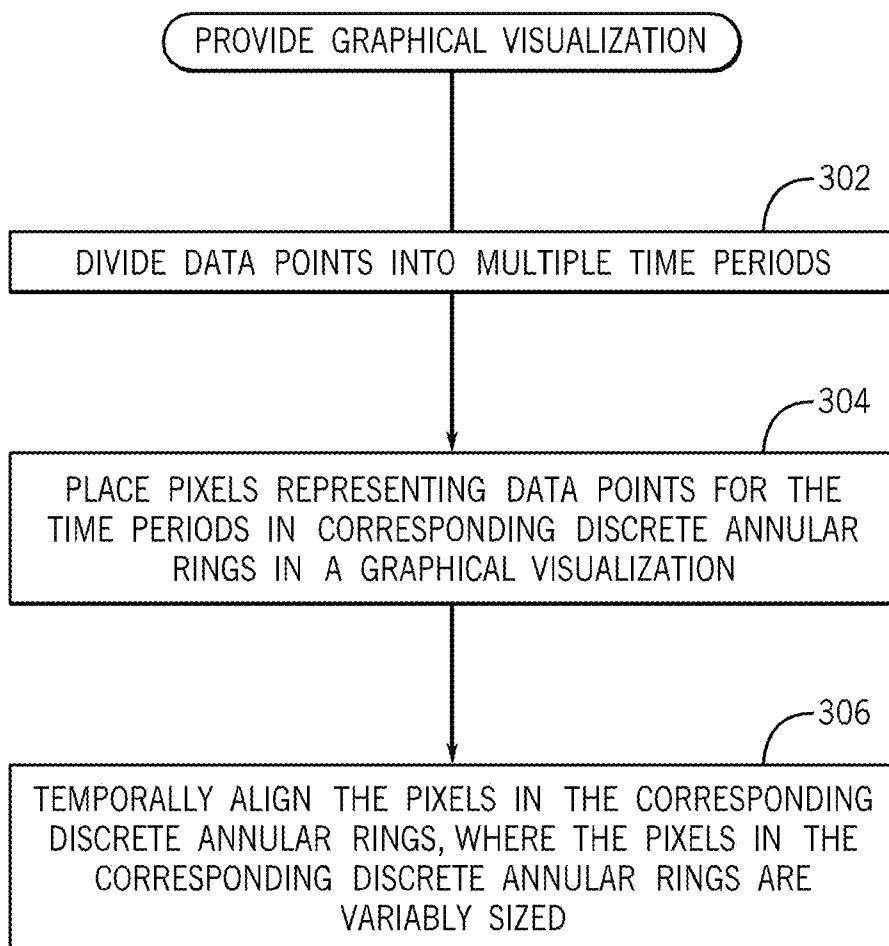 PROVIDE GRAPHICAL VISUALIZATION
302
DIVIDE DATA POINTS INTO MULTIPLE TIME PERIODS
304
PLACE PIXELS REPRESENTING DATA POINTS FOR THE
TIME PERIODS IN CORRESPONDING DISCRETE ANNULAR
RINGS IN A GRAPHICAL VISUALIZATION
306
TEMPORALLY ALIGN THE PIXELS IN THE CORRESPONDING
DISCRETE ANNULAR RINGS, WHERE THE PIXELS IN THE
CORRESPONDING DISCRETE ANNULAR RINGS ARE
VARIABLY SIZED